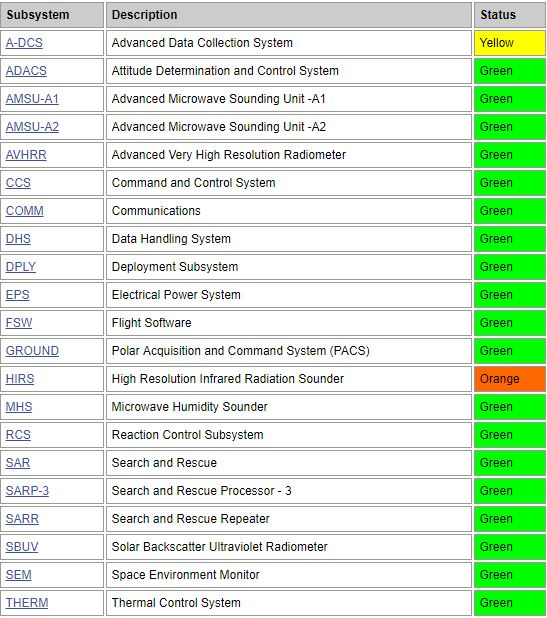 Subsystem Description Status
A-DCS Advanced Data Collection System Yellow
ADACS Attitude Determination and Control System Green
AMSU-A1 Advanced Microwave Sounding Unit -A1 Green
AMSU-A2 Advanced Microwave Sounding Unit -A2 Green
AVHRR Advanced Very High Resolution Radiometer Green
CCS Command and Control System Green
COMM Communications Green
DHS Data Handling System Green
DPLY Deployment Subsystem Green
EPS Electrical Power System Green
FSW Flight Software Green
GROUND Polar Acquisition and Command System (PACS) Green
HIRS High Resolution Infrared Radiation Sounder Orange
MHS Microwave Humidity Sounder Green
RCS Reaction Control Subsystem Green
SAR Search and Rescue Green
SARP-3 Search and Rescue Processor - 3 Green
SARR Search and Rescue Repeater Green
SBUV Solar Backscatter Ultraviolet Radiometer Green
SEM Space Environment Monitor Green
THERM Thermal Control System Green